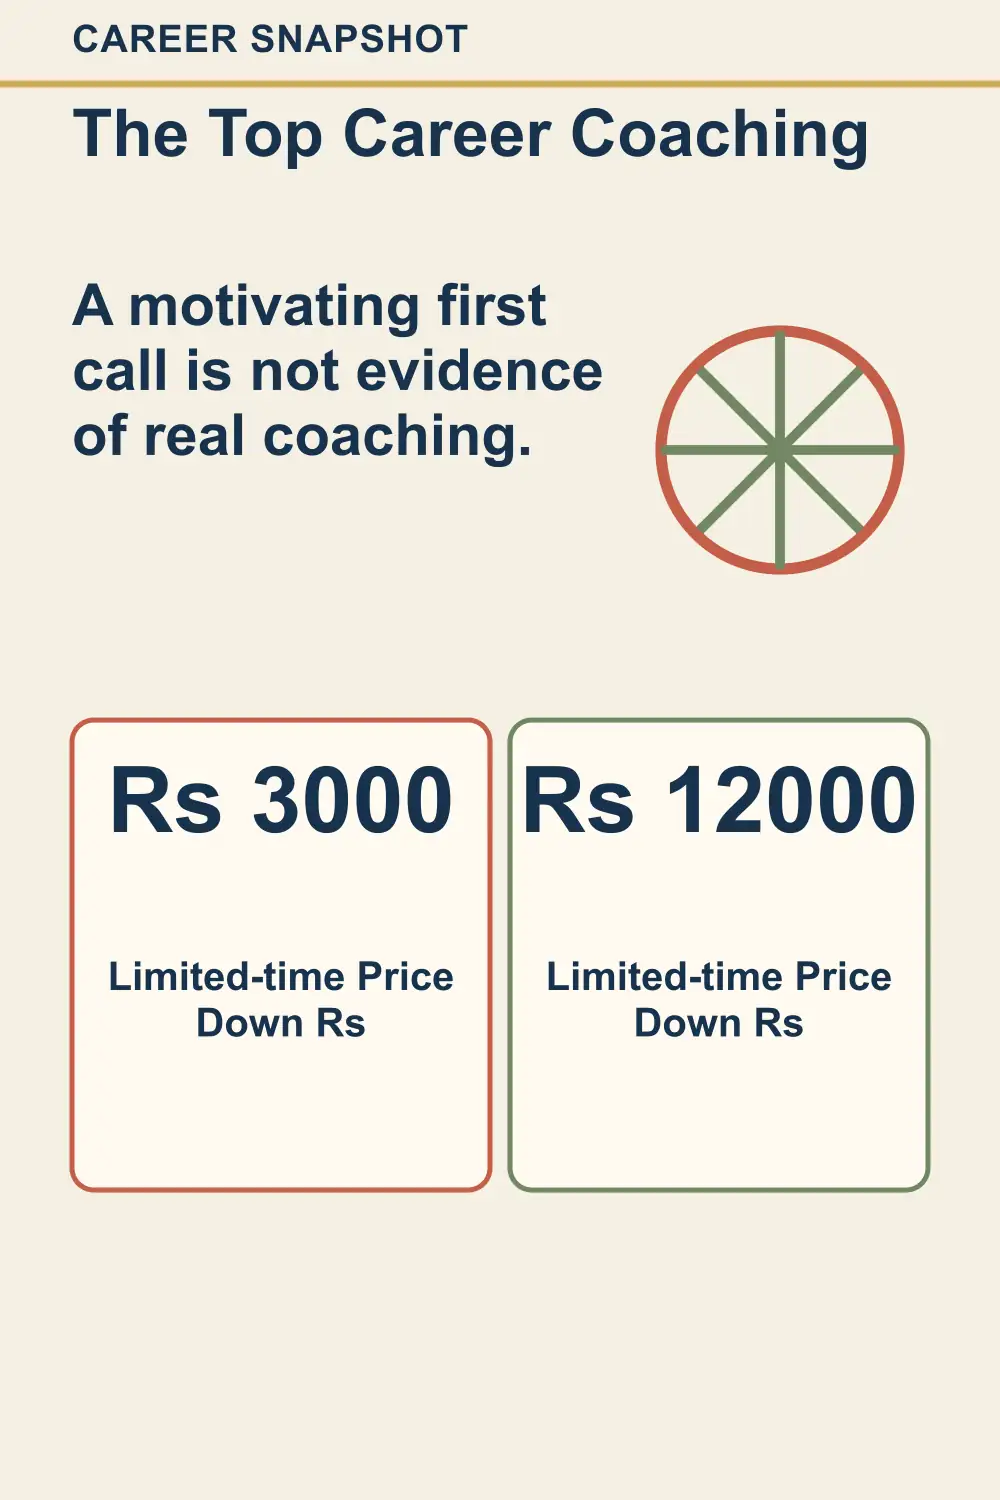 CAREER SNAPSHOT
The Top Career Coaching
A motivating first
call is not evidence
of real coaching.
Rs 3000
Limited-time Price
Down Rs
Rs 12000
Limited-time Price
Down Rs